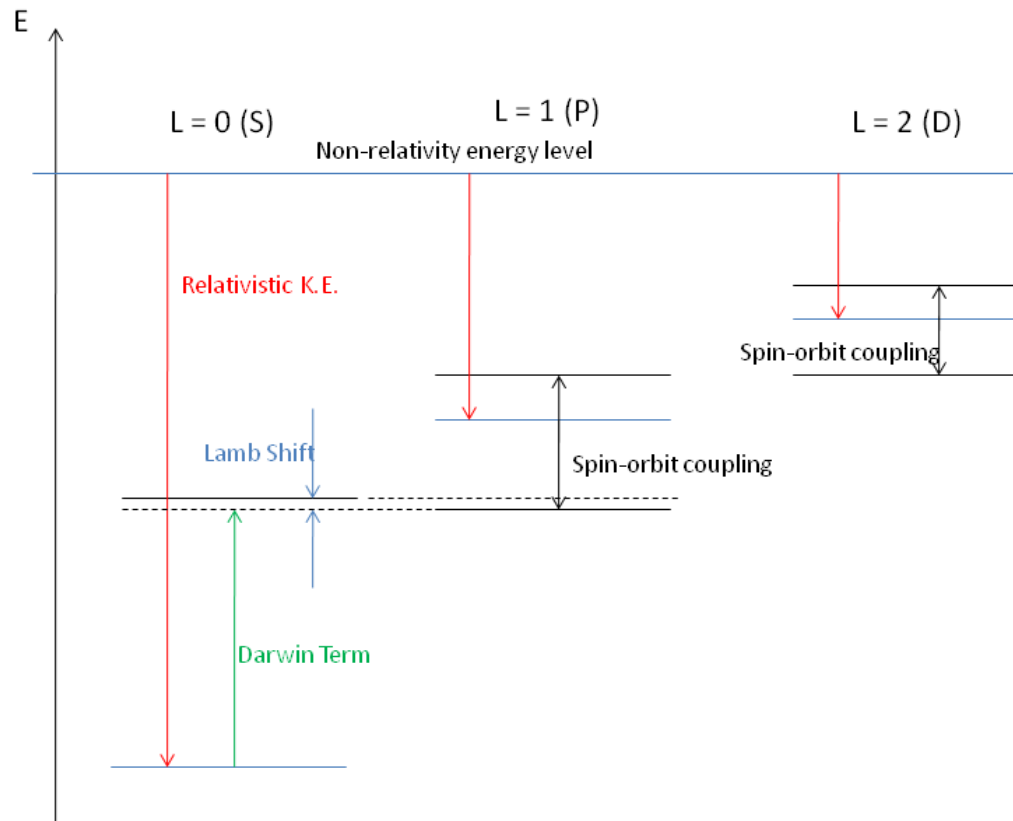 E
L = 0 (S)
L = 1 (P)
L = 2 (D)
Non-relativity energy level
Relativistic K.E.
Spin-orbit coupling
Lamb Shift
Spin-orbit coupling
Darwin Term